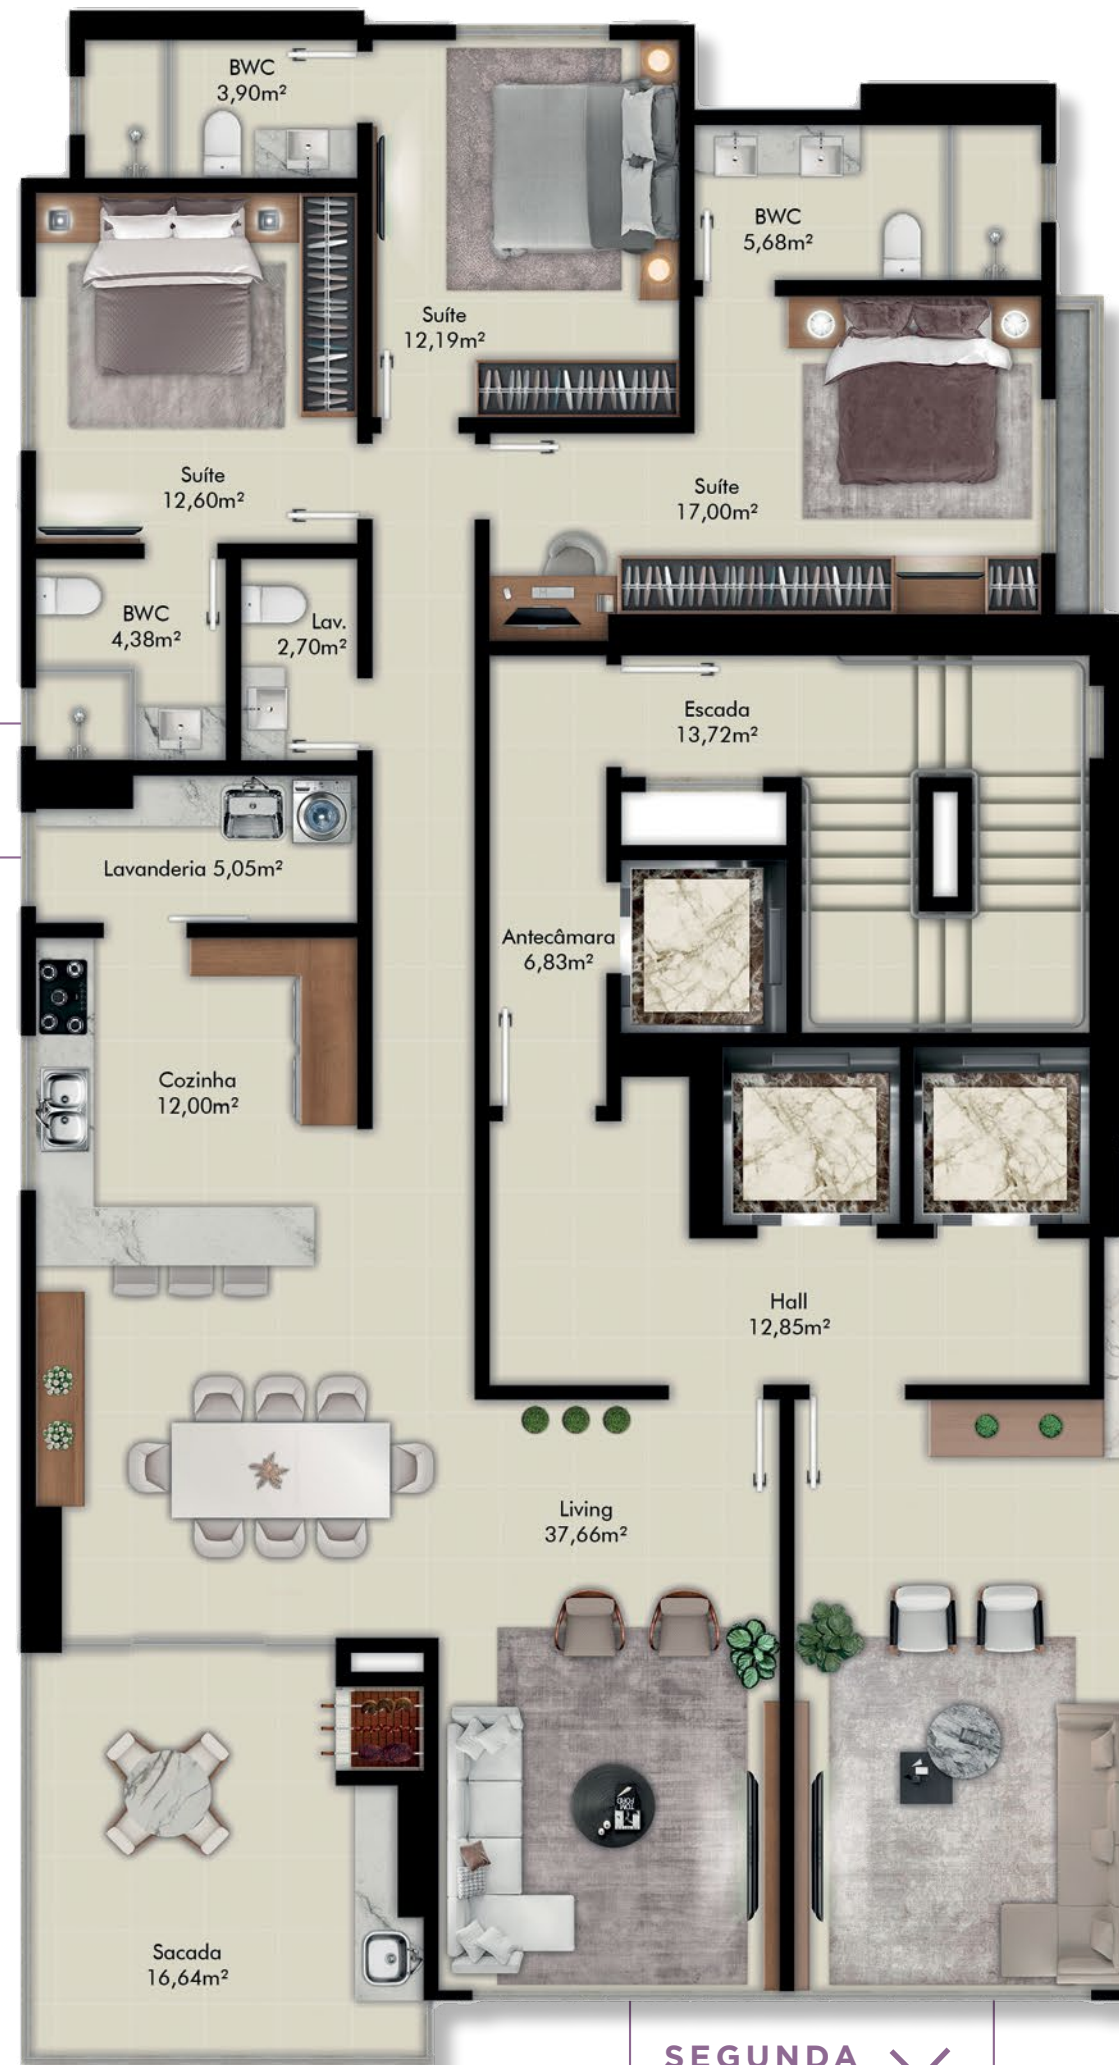 BWC
3,90m²
BWC
5,68m²
Suíte
12,19m²
Suíte
12,60m²
Suíte
17,00m²
BWC
4,38m²
Lav.
2,70m²
Escada
13,72m²
Lavanderia 5,05m²
Antecâmara
6,83m²
Cozinha
12,00m²
Hall
12,85m²
Living
37,66m²
TOM
FORD
Sacada
16,64m²
SEGUNDA